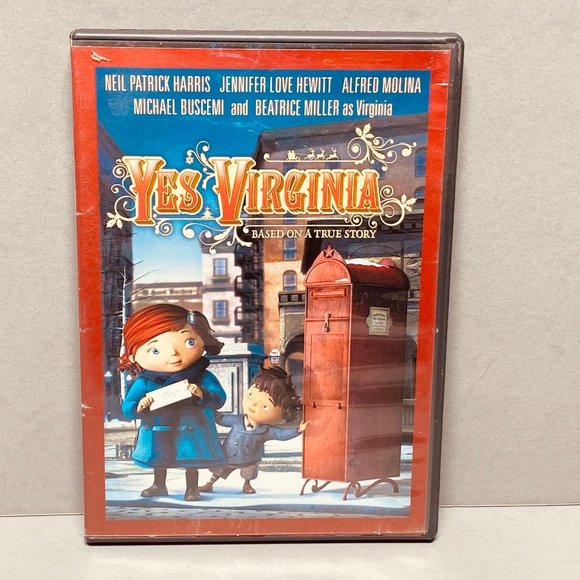 NEIL PATRICK HARRIS JENNIFER LOVE HEWITT ALFRED MOLINA
MICHAEL BUSCEMI and BEATRICE MILLER as Virginia
YES VIRGINIA
BASED ON A TRUE STORY